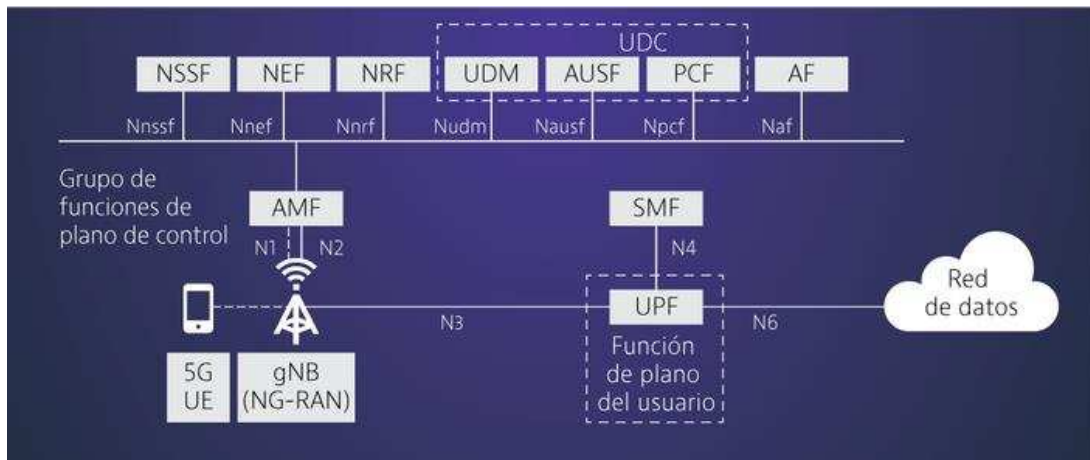 UDC
NSSF
NEF
NRF
UDM
AUSF
PCF
AF
Nnssf
Nnef
Nnrf
Nudm
Nausf
Npcf
Naf
Grupo de
funciones de
plano de control
AMF
SMF
N1
N2
N4
Red
de datos
UPF
N3
N6
5G
UE
gNB
(NG-RAN)
Función
de plano
del usuario